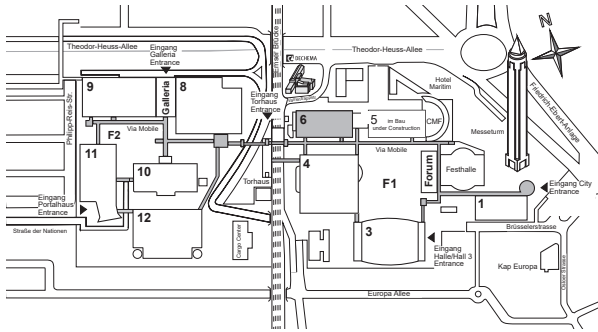 N
Theodor-Heuss-Allee
Eingang
Galleria
Entrance
DECHEMA
Theodor-Heuss-Allee
Hotel
Maritim
Friedrich-Ebert-Anlage
Philipp-Reis-Str.
9
Galleria
8
Eingang
Torhaus
Entrance
6
5
im Bau
under Construction
CMF
Messeturm
F2
Via Mobile
Via Mobile
11
10
4
F1
Forum
Festhalle
Torhaus
Eingang City
Entrance
Eingang
Portalhaus
Entrance
12
1
3
Brüsselerstrasse
Straße der Nationen
Cargo Center
Eingang
Halle/Hall 3
Entrance
Kap Europa
Europa Allee